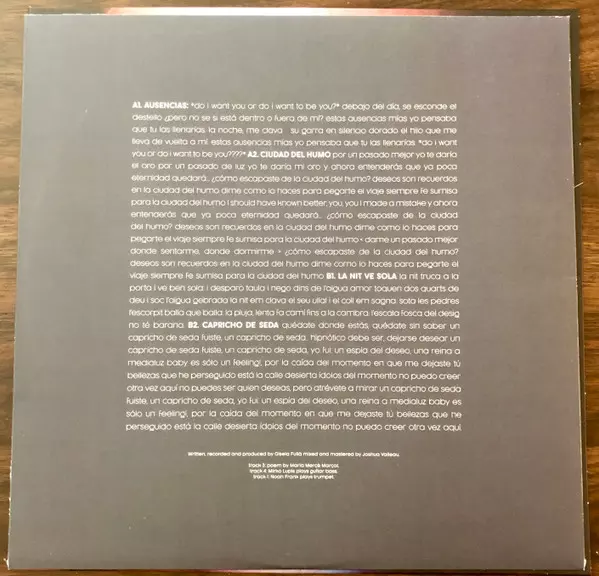 A1. AUSENCIAS: *do i want you or do i want to be you?* debajo del día, se esconde el
destello ¿pero no se si está dentro o fuera de mí? estas ausencias mías yo pensaba
que tu las llenarías. la noche, me clava su garra en silencio dorado el hilo que me
lleva de vuelta a mí estas ausencias mías yo pensaba que tu las llenarías *do i want
you or do i want to be you????* A2. CIUDAD DEL HUMO por un pasado mejor yo te daría
el oro por un pasado de luz yo te daría mi oro y ahora entenderás que ya poca
eternidad quedará... ¿cómo escapaste de la ciudad del humo? deseos son recuerdos
en la ciudad del humo dime como lo haces para pegarte el viaje siempre Fe sumisa
para la ciudad del humo I should have known better; you, you I made a mistake y ahora
entenderás que ya poca eternidad quedará... ¿cómo escapaste de la ciudad
del humo? deseos son recuerdos en la ciudad del humo dime como lo haces para
pegarte el viaje siempre Fe sumisa para la ciudad del humo + dame un pasado mejor
donde sentarme, donde dormirme + ¿cómo escapaste de la ciudad del humo?
deseos son recuerdos en la ciudad del humo dime como lo haces para pegarte el
viaje siempre Fe sumisa para la ciudad del humo B1. LA NIT VE SOLA la nit truca a la
porta i ve ben sola i desparo taula i nego dins de l'aigua amor toquen dos quarts de
deu i soc l'aigua gebrada la nit em clava el seu ullal i el coll em sagna. sota les pedres
l'escorpit balla que balla. la pluja, lenta fa camí fins a la cambra. l'escala fosca del desig
no té barana. B2. CAPRICHO DE SEDA quédate donde estás, quédate sin saber un
capricho de seda fuiste, un capricho de seda. hipnótico debe ser, dejarse desear un
capricho de seda fuiste, un capricho de seda, yo fui: un espía del deseo, una reina a
medialuz baby es sólo un feeling!, por la caída del momento en que me dejaste tú
bellezas que he perseguido está la calle desierta ídolos del momento no puedo creer
otra vez aquí no puedes ser quien deseas, pero atrévete a mirar un capricho de seda
fuiste, un capricho de seda, yo fui: un espía del deseo, una reina a medialuz baby es
sólo un feeling!, por la caída del momento en que me dejaste tú bellezas que he
perseguido está la calle desierta ídolos del momento no puedo creer otra vez aquí
Written, recorded and produced by Gisela Fullà mixed and mastered by Joshua Valleau.
track 3: poem by Maria Mercè Marçal,
track 4: Mirko Lupis plays guitar bass,
track 1: Noah Frank plays trumpet.